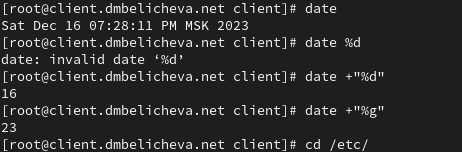 [root@client.dmbelicheva.net client]# date
Sat Dec 16 07:28:11 PM MSK 2023
[root@client.dmbelicheva.net client]# date %d
date: invalid date ‘%d’
[root@client.dmbelicheva.net client]# date +"%d"
16
[root@client.dmbelicheva.net client]# date +"%g"
23
[root@client.dmbelicheva.net client]# cd /etc/